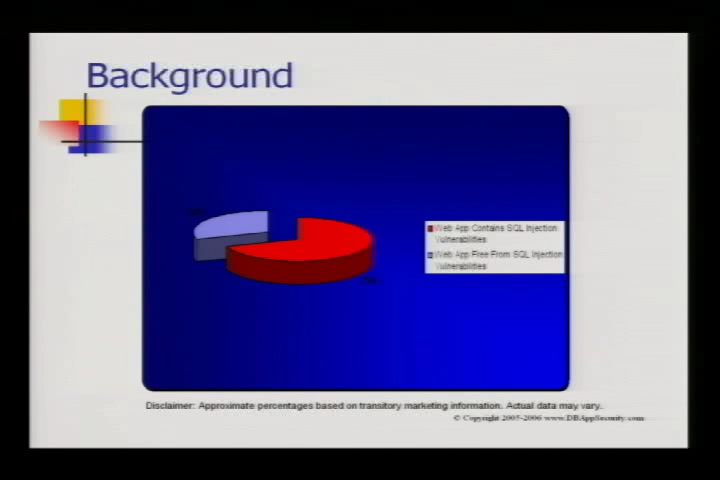 Background
Web App Contains SQL Injection
Vulnerabilities
Web App Free From SQL Injection
Vulnerabilities
Disclaimer: Approximate percentages based on transitory marketing information. Actual data may vary.
© Copyright 2005-2006 www.DBAppSecurity.com